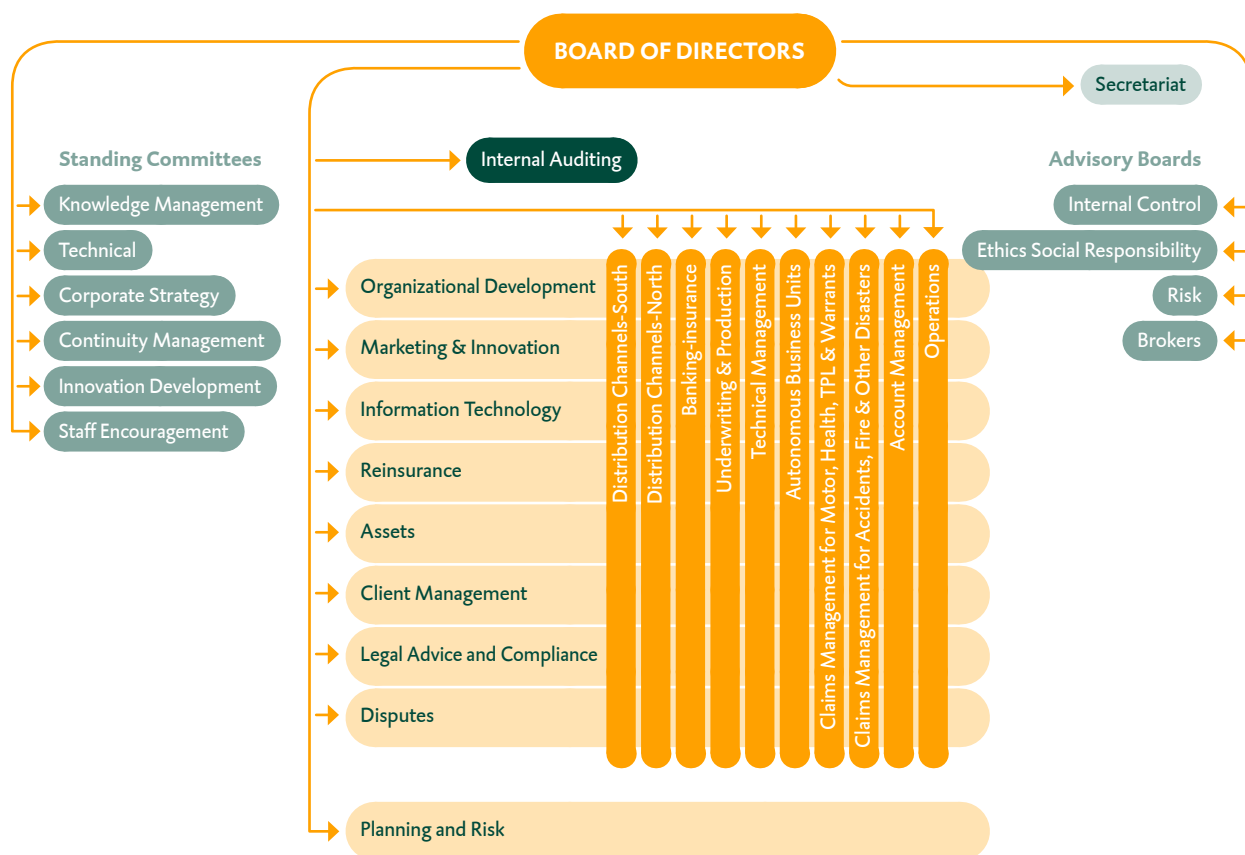 BOARD OF DIRECTORS
Secretariat
Internal Auditing
Standing Committees
Knowledge Management
Technical
Corporate Strategy
Continuity Management
Innovation Development
Staff Encouragement
Advisory Boards
Internal Control
Ethics Social Responsibility
Risk
Brokers
Organizational Development
Marketing & Innovation
Information Technology
Reinsurance
Assets
Client Management
Legal Advice and Compliance
Disputes
Distribution Channels-South
Distribution Channels-North
Banking-insurance
Underwriting & Production
Technical Management
Autonomous Business Units
Claims Management for Motor, Health, TPL & Warrants
Claims Management for Accidents, Fire & Other Disasters
Account Management
Operations
Planning and Risk